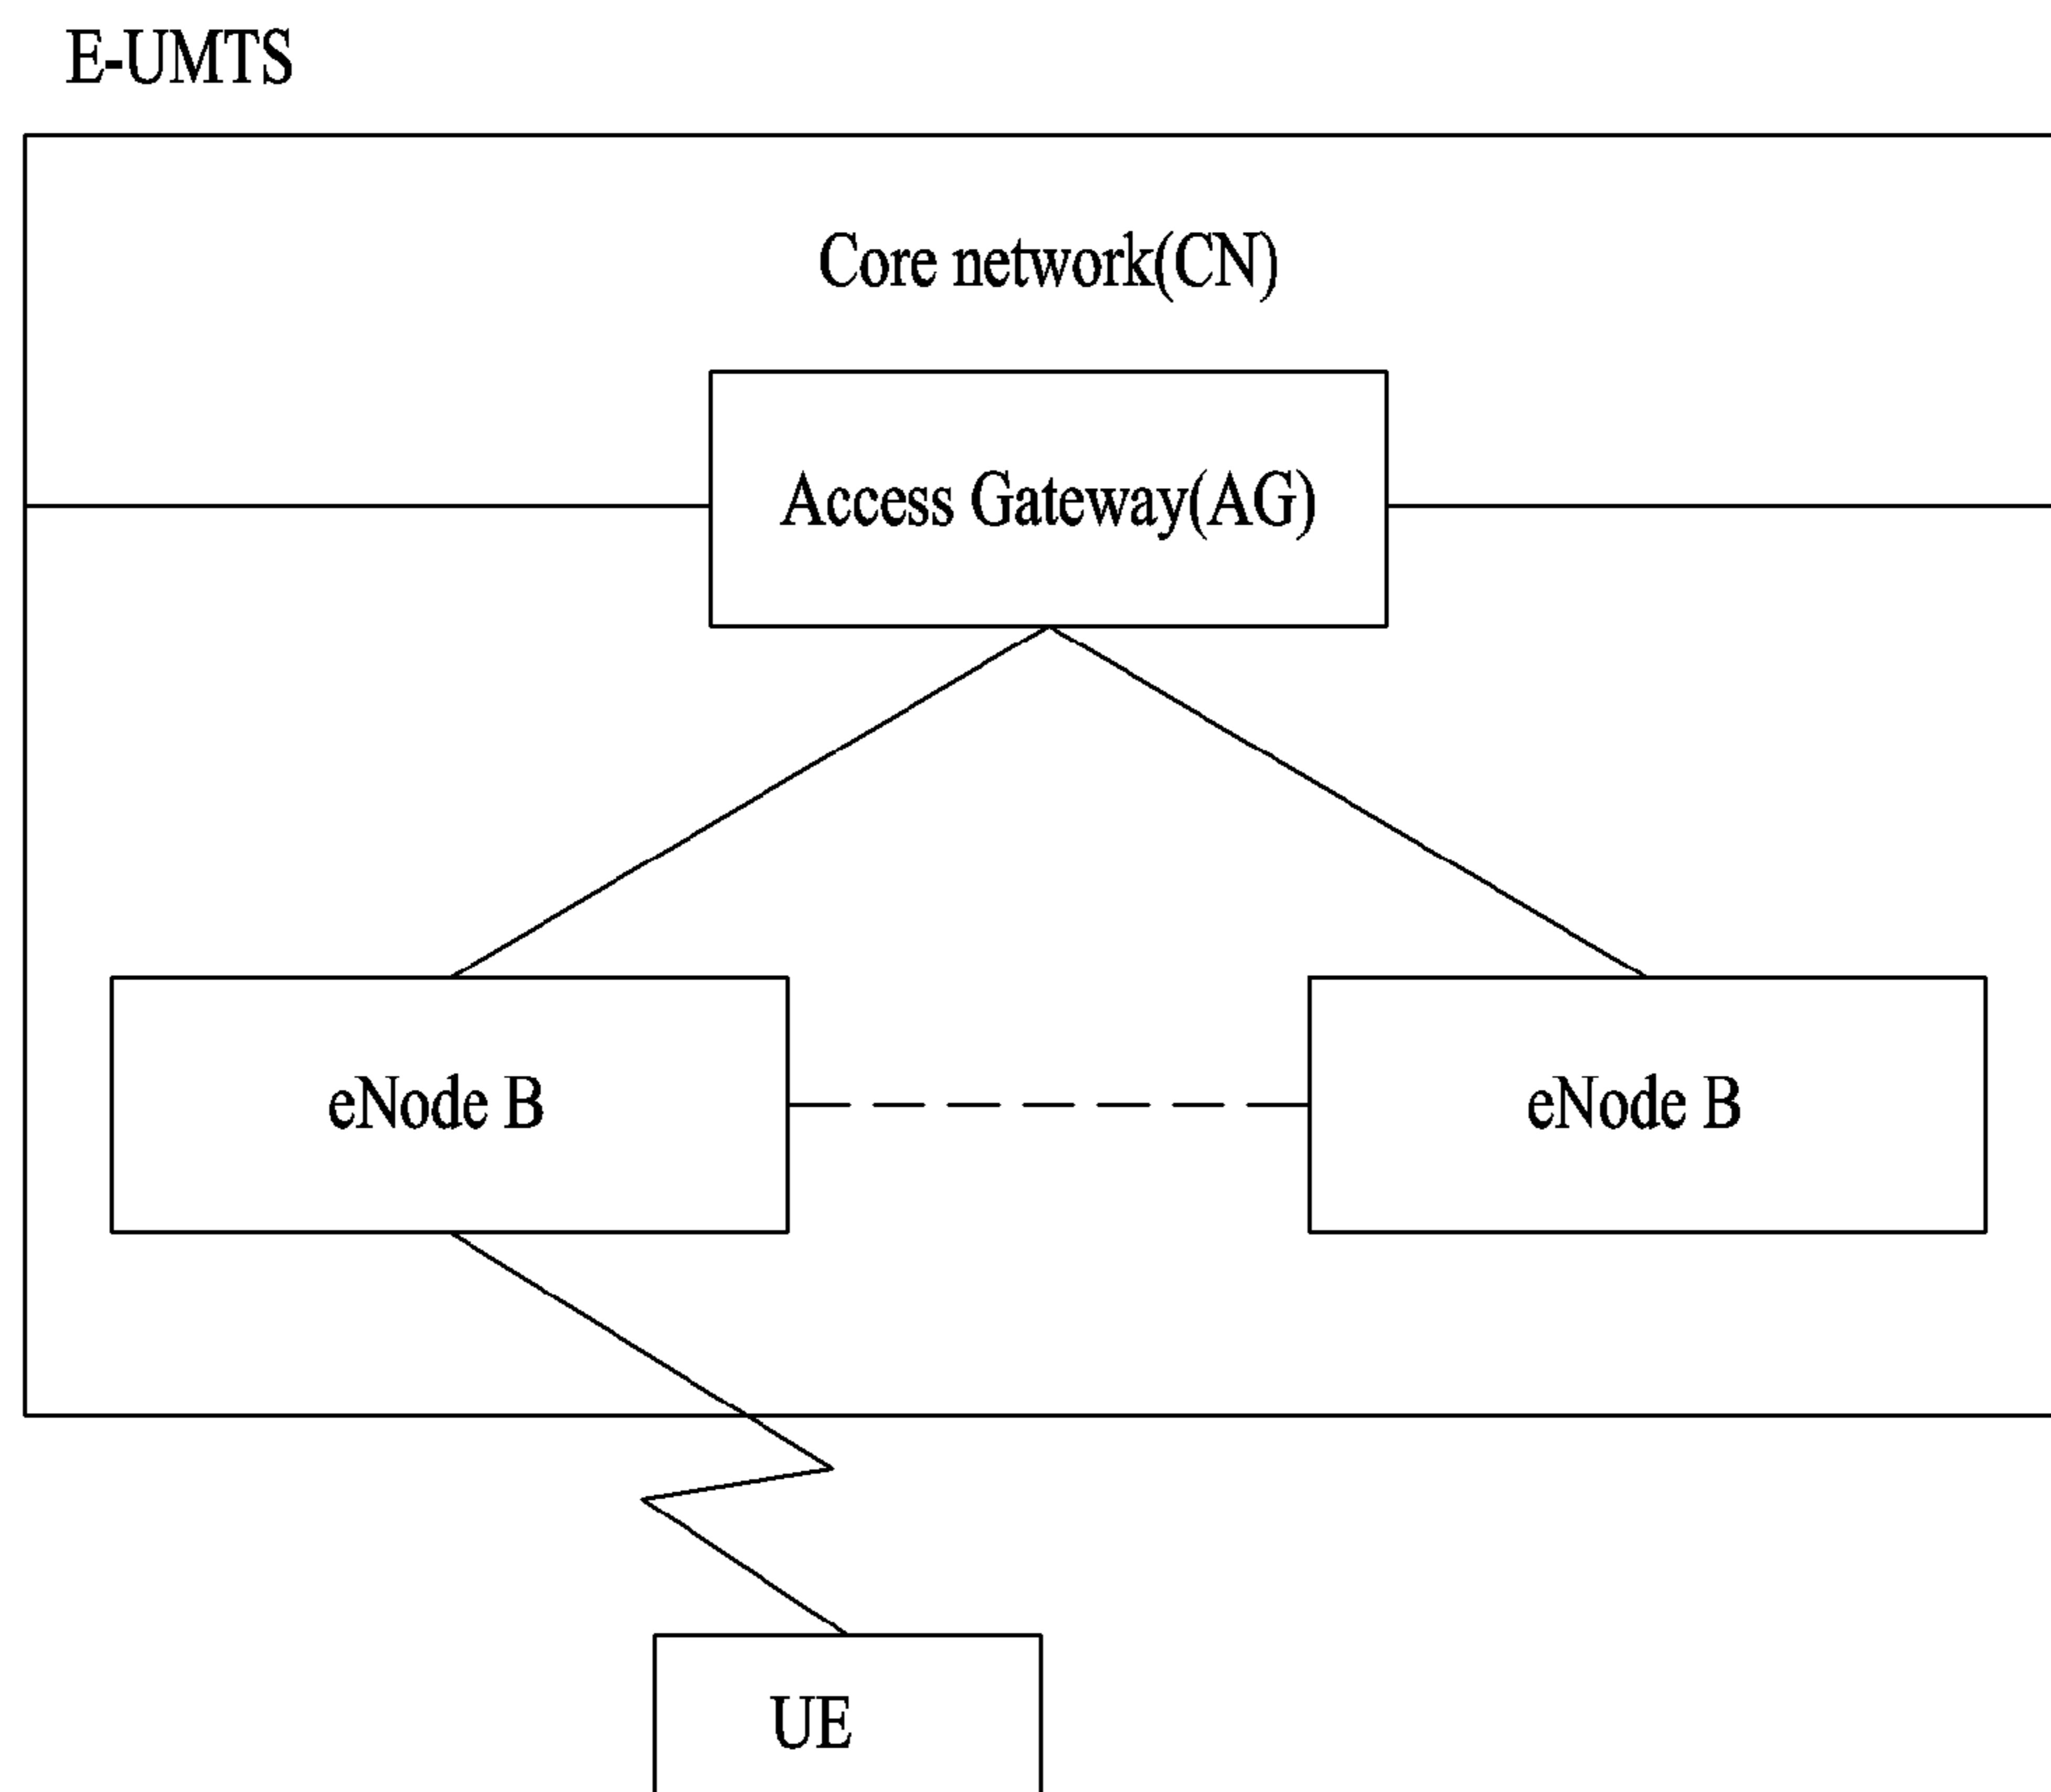 E-UMTS
Core network(CN)
Access Gateway(AG)
eNode B
eNode B
UE